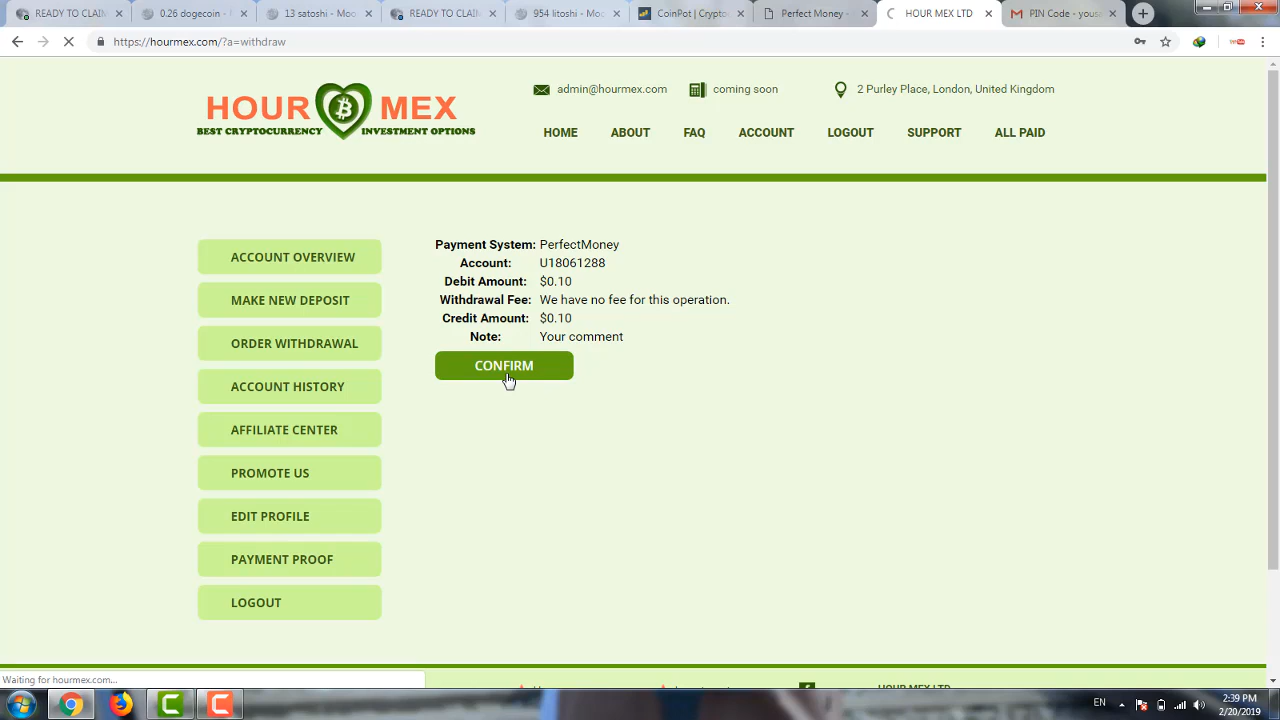 READY TO CLAIM
0.26 dogecoin -
13 satoshi - Moo
READY TO CLAIM
954 litoshi - Moo
CoinPot | Crypto
Perfect Money -
HOUR MEX LTD
PIN Code - youse
https://hourmex.com/?a=withdraw
HOUR MEX
BEST CRYPTOCURRENCY INVESTMENT OPTIONS
admin@hourmex.com
coming soon
2 Purley Place, London, United Kingdom
HOME
ABOUT
FAQ
ACCOUNT
LOGOUT
SUPPORT
ALL PAID
ACCOUNT OVERVIEW
MAKE NEW DEPOSIT
ORDER WITHDRAWAL
ACCOUNT HISTORY
AFFILIATE CENTER
PROMOTE US
EDIT PROFILE
PAYMENT PROOF
LOGOUT
Payment System: PerfectMoney
Account: U18061288
Debit Amount: $0.10
Withdrawal Fee: We have no fee for this operation.
Credit Amount: $0.10
Note: Your comment
CONFIRM
Waiting for hourmex.com...
HOUR MEX LTD
EN
2:39 PM
2/20/2019